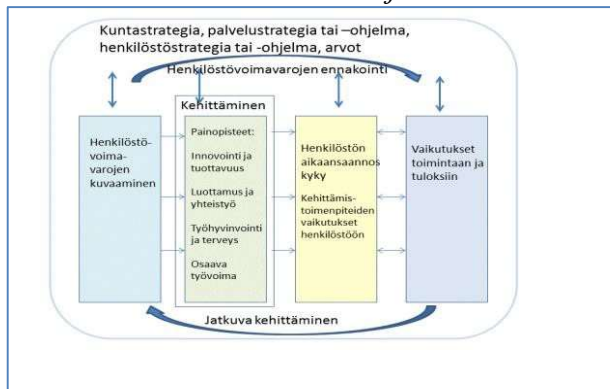 Kuntastrategia, palvelustrategia tai –ohjelma,
henkilöstöstrategia tai -ohjelma, arvot
Henkilöstövoimavarojen ennakointi
Kehittäminen
Henkilöstö-
voima-
varojen
kuvaaminen
Painopisteet:
Innovointi ja
tuottavuus
Luottamus ja
yhteistyö
Työhyvinvointi
ja terveys
Osaava
työvoima
Henkilöstön
aikaansaannos
kyky
Kehittämis-
toimenpiteiden
vaikutukset
henkilöstöön
Vaikutukset
toimintaan ja
tuloksiin
Jatkuva kehittäminen